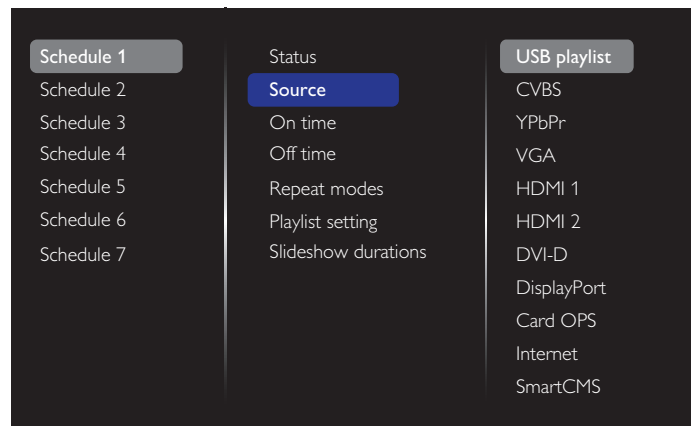 Schedule 1
Schedule 2
Schedule 3
Schedule 4
Schedule 5
Schedule 6
Schedule 7
Status
Source
On time
Off time
Repeat modes
Playlist setting
Slideshow durations
USB playlist
CVBS
YPbPr
VGA
HDMI 1
HDMI 2
DVI-D
DisplayPort
Card OPS
Internet
SmartCMS